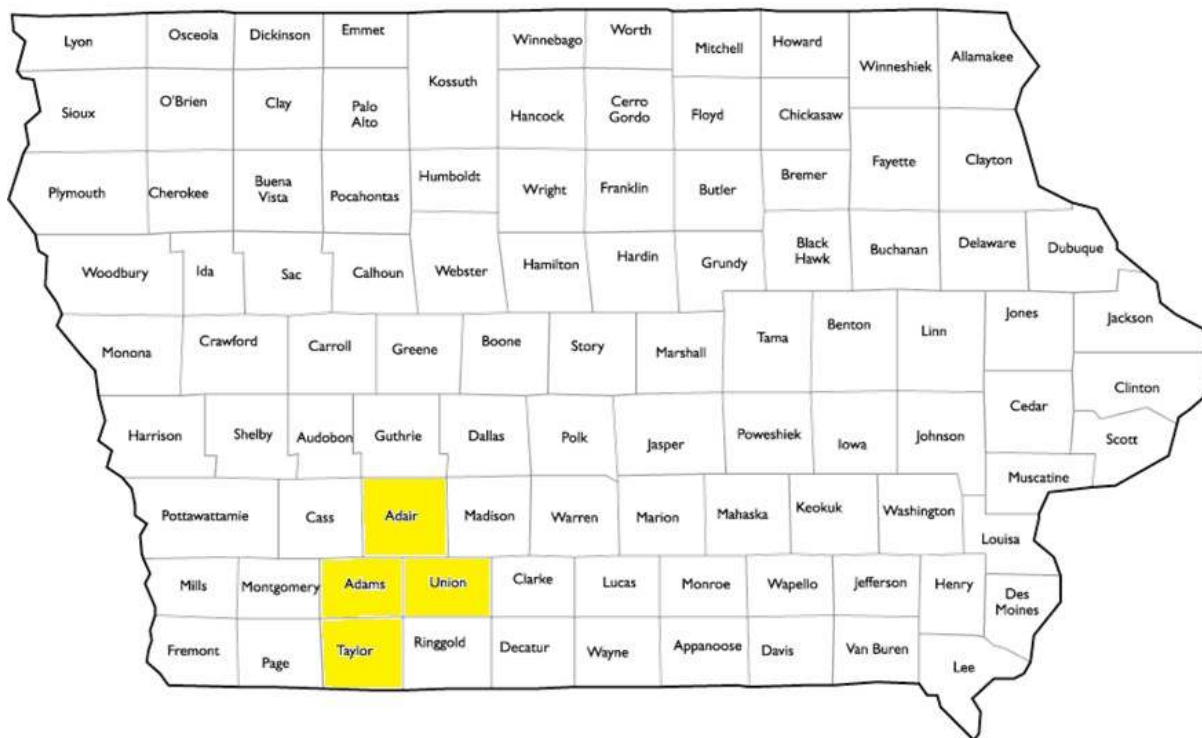 Lyon
Osceola
Dickinson
Emmet
Kossuth
Winnebago
Worth
Mitchell
Howard
Winneshiek
Allamakee
Sioux
O'Brien
Clay
Palo
Alto
Hancock
Cerro
Gordo
Floyd
Chickasaw
Fayette
Clayton
Plymouth
Cherokee
Buena
Vista
Pocahontas
Humboldt
Wright
Franklin
Butler
Bremer
Woodbury
Ida
Sac
Calhoun
Webster
Hamilton
Hardin
Grundy
Black
Hawk
Buchanan
Delaware
Dubuque
Monona
Crawford
Carroll
Greene
Boone
Story
Marshall
Tama
Benton
Linn
Jones
Jackson
Clinton
Cedar
Scott
Harrison
Shelby
Audobon
Guthrie
Dallas
Polk
Jasper
Poweshiek
Iowa
Johnson
Muscatine
Pottawattamie
Cass
Adair
Madison
Warren
Marion
Mahaska
Keokuk
Washington
Louisa
Mills
Montgomery
Adams
Union
Clarke
Lucas
Monroe
Wapello
Jefferson
Henry
Des
Moines
Fremont
Page
Taylor
Ringgold
Decatur
Wayne
Appanoose
Davis
Van Buren
Lee